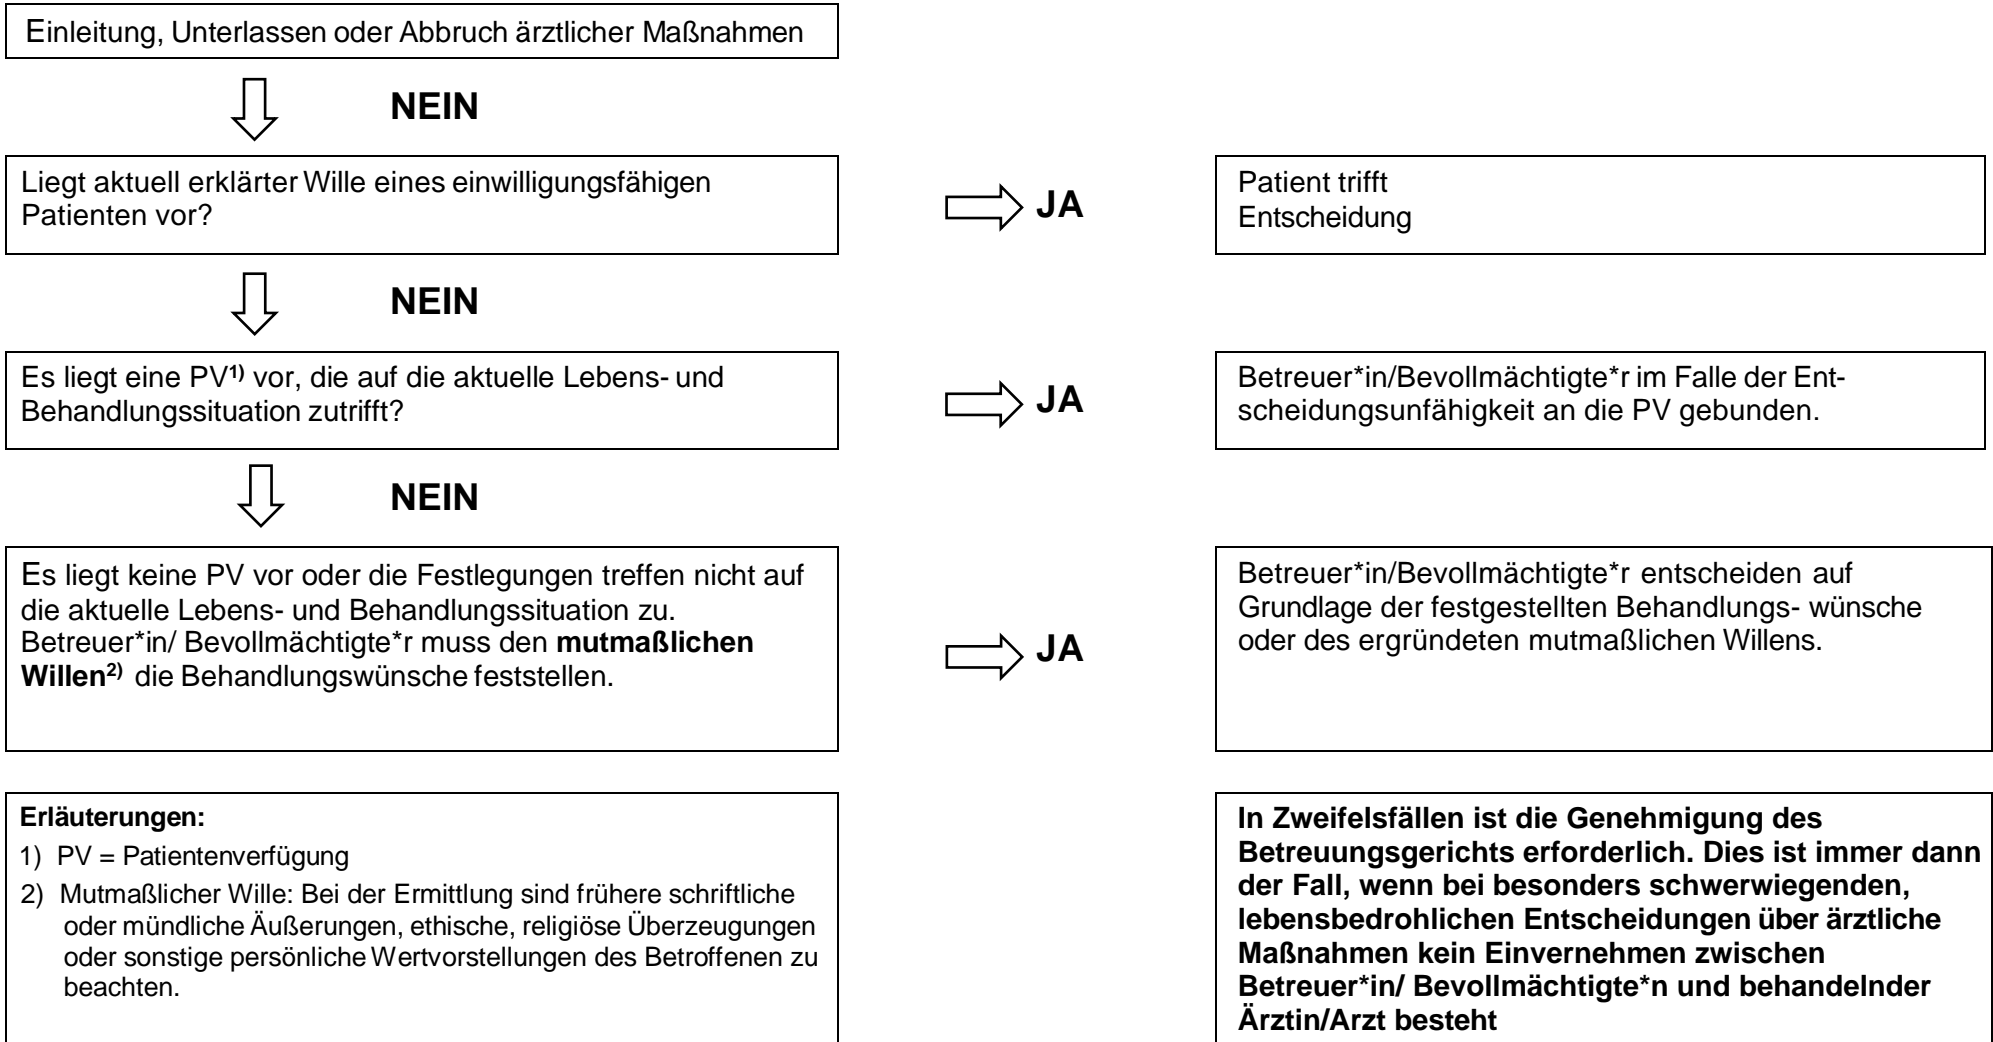 Einleitung, Unterlassen oder Abbruch ärztlicher Maßnahmen
NEIN
Liegt aktuell erklärter Wille eines einwilligungsfähigen
Patienten vor?
JA
Patient trifft
Entscheidung
NEIN
Es liegt eine PV¹⁾ vor, die auf die aktuelle Lebens- und
Behandlungssituation zutrifft?
JA
Betreuer*in/Bevollmächtigte*r im Falle der Ent-
scheidungsunfähigkeit an die PV gebunden.
NEIN
Es liegt keine PV vor oder die Festlegungen treffen nicht auf
die aktuelle Lebens- und Behandlungssituation zu.
Betreuer*in/ Bevollmächtigte*r muss den mutmaßlichen
Willen²⁾ die Behandlungswünsche feststellen.
JA
Betreuer*in/Bevollmächtigte*r entscheiden auf
Grundlage der festgestellten Behandlungs- wünsche
oder des ergründeten mutmaßlichen Willens.
Erläuterungen:
1) PV = Patientenverfügung
2) Mutmaßlicher Wille: Bei der Ermittlung sind frühere schriftliche
oder mündliche Äußerungen, ethische, religiöse Überzeugungen
oder sonstige persönliche Wertvorstellungen des Betroffenen zu
beachten.
In Zweifelsfällen ist die Genehmigung des
Betreuungsgerichts erforderlich. Dies ist immer dann
der Fall, wenn bei besonders schwerwiegenden,
lebensbedrohlichen Entscheidungen über ärztliche
Maßnahmen kein Einvernehmen zwischen
Betreuer*in/ Bevollmächtigte*n und behandelnder
Ärztin/Arzt besteht